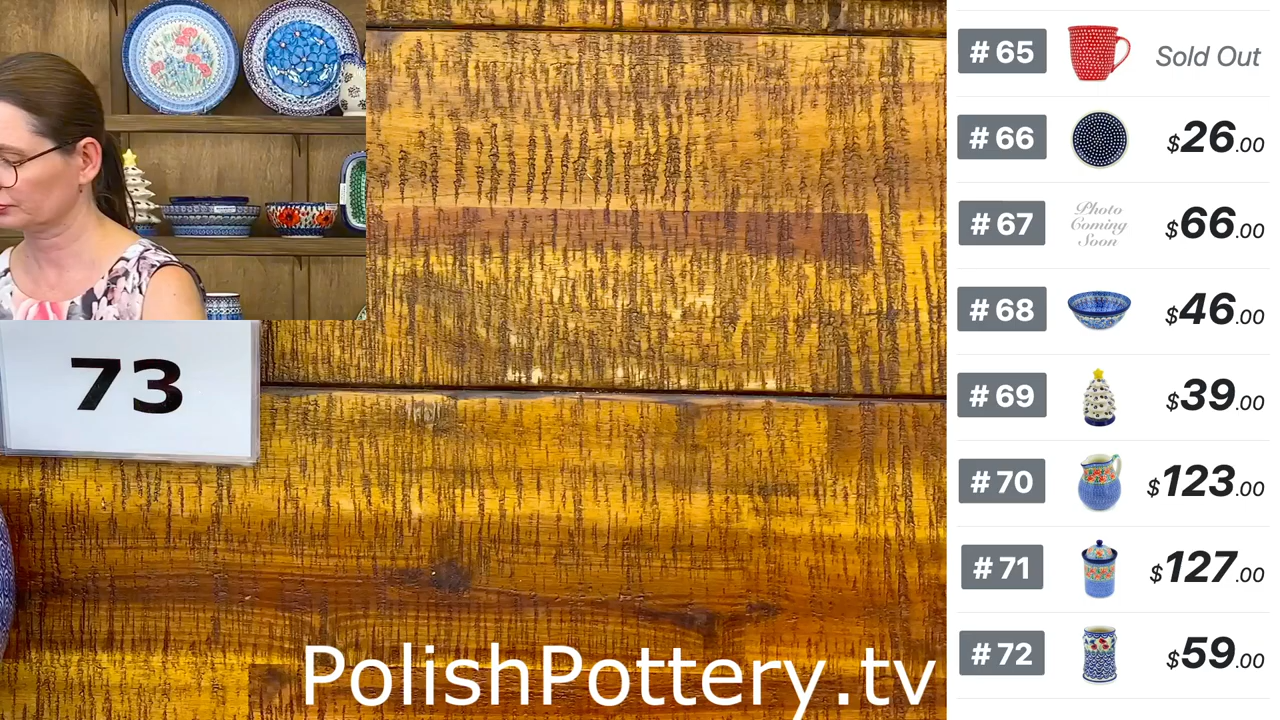 73
PolishPottery.tv
# 65 Sold Out
# 66 $26.00
# 67 Photo Coming Soon $66.00
# 68 $46.00
# 69 $39.00
# 70 $123.00
# 71 $127.00
# 72 $59.00